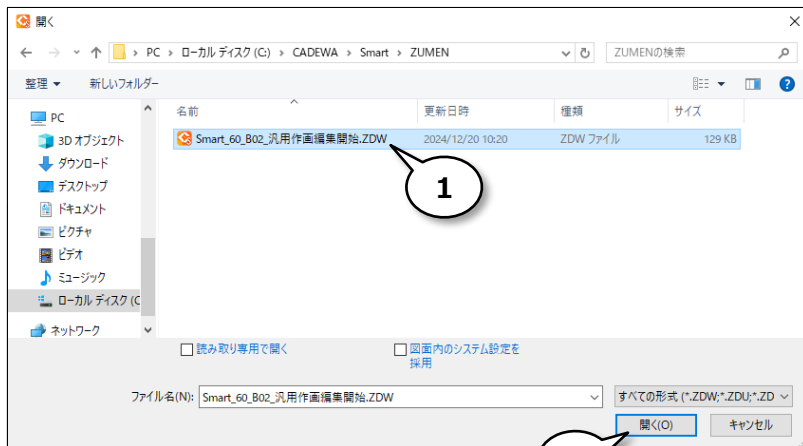 開く
PC › ローカル ディスク (C:) › CADEWA › Smart › ZUMEN
ZUMENの検索
整理
新しいフォルダー
名前
更新日時
種類
サイズ
PC
3D オブジェクト
ダウンロード
デスクトップ
ドキュメント
ピクチャ
ビデオ
ミュージック
ローカル ディスク (C
ネットワーク
Smart_60_B02_汎用作画編集開始.ZDW
2024/12/20 10:20
ZDW ファイル
129 KB
1
読み取り専用で開く
図面内のシステム設定を
採用
ファイル名(N):
Smart_60_B02_汎用作画編集開始.ZDW
すべての形式 (*.ZDW;*.ZDU;*.ZD
開く(O)
キャンセル